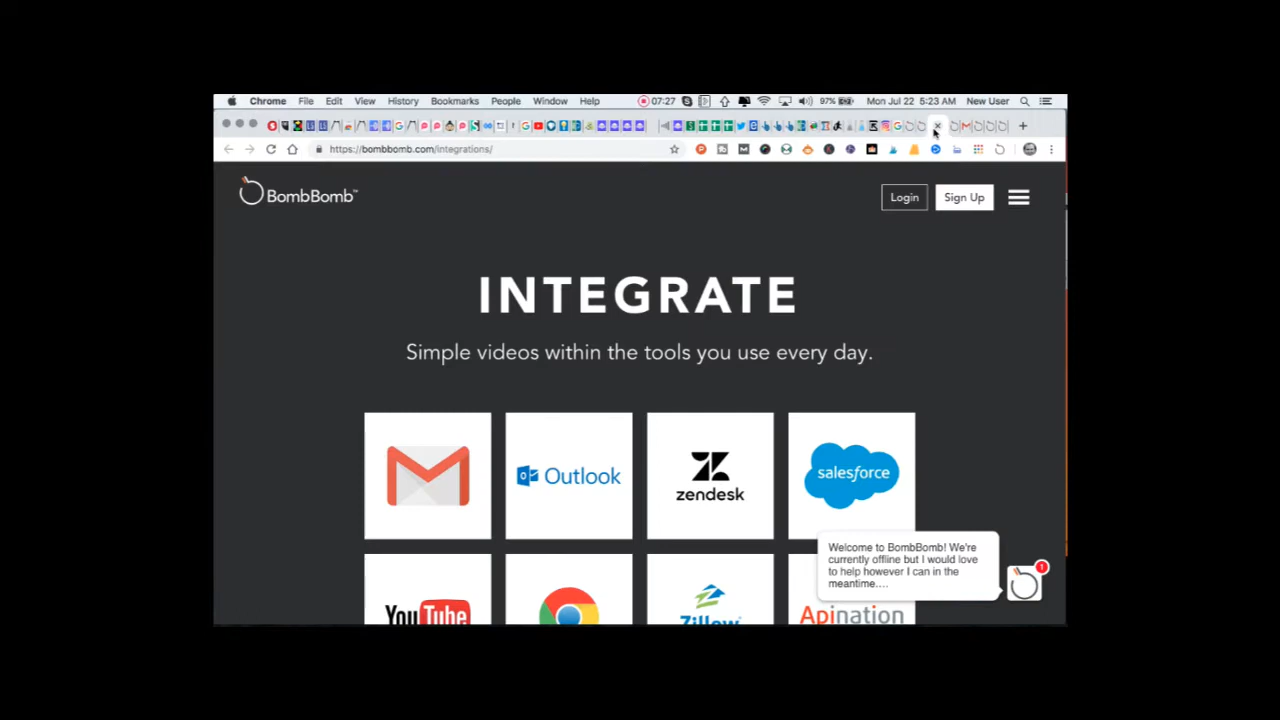 Chrome File Edit View History Bookmarks People Window Help 07:27 97% Mon Jul 22 5:23 AM New User
https://bombbomb.com/integrations/
BombBomb™
Login
Sign Up
INTEGRATE
Simple videos within the tools you use every day.
Outlook
zendesk
salesforce
Welcome to BombBomb! We're
currently offline but I would love
to help however I can in the
meantime....
1
YouTube
Zillow
Apination